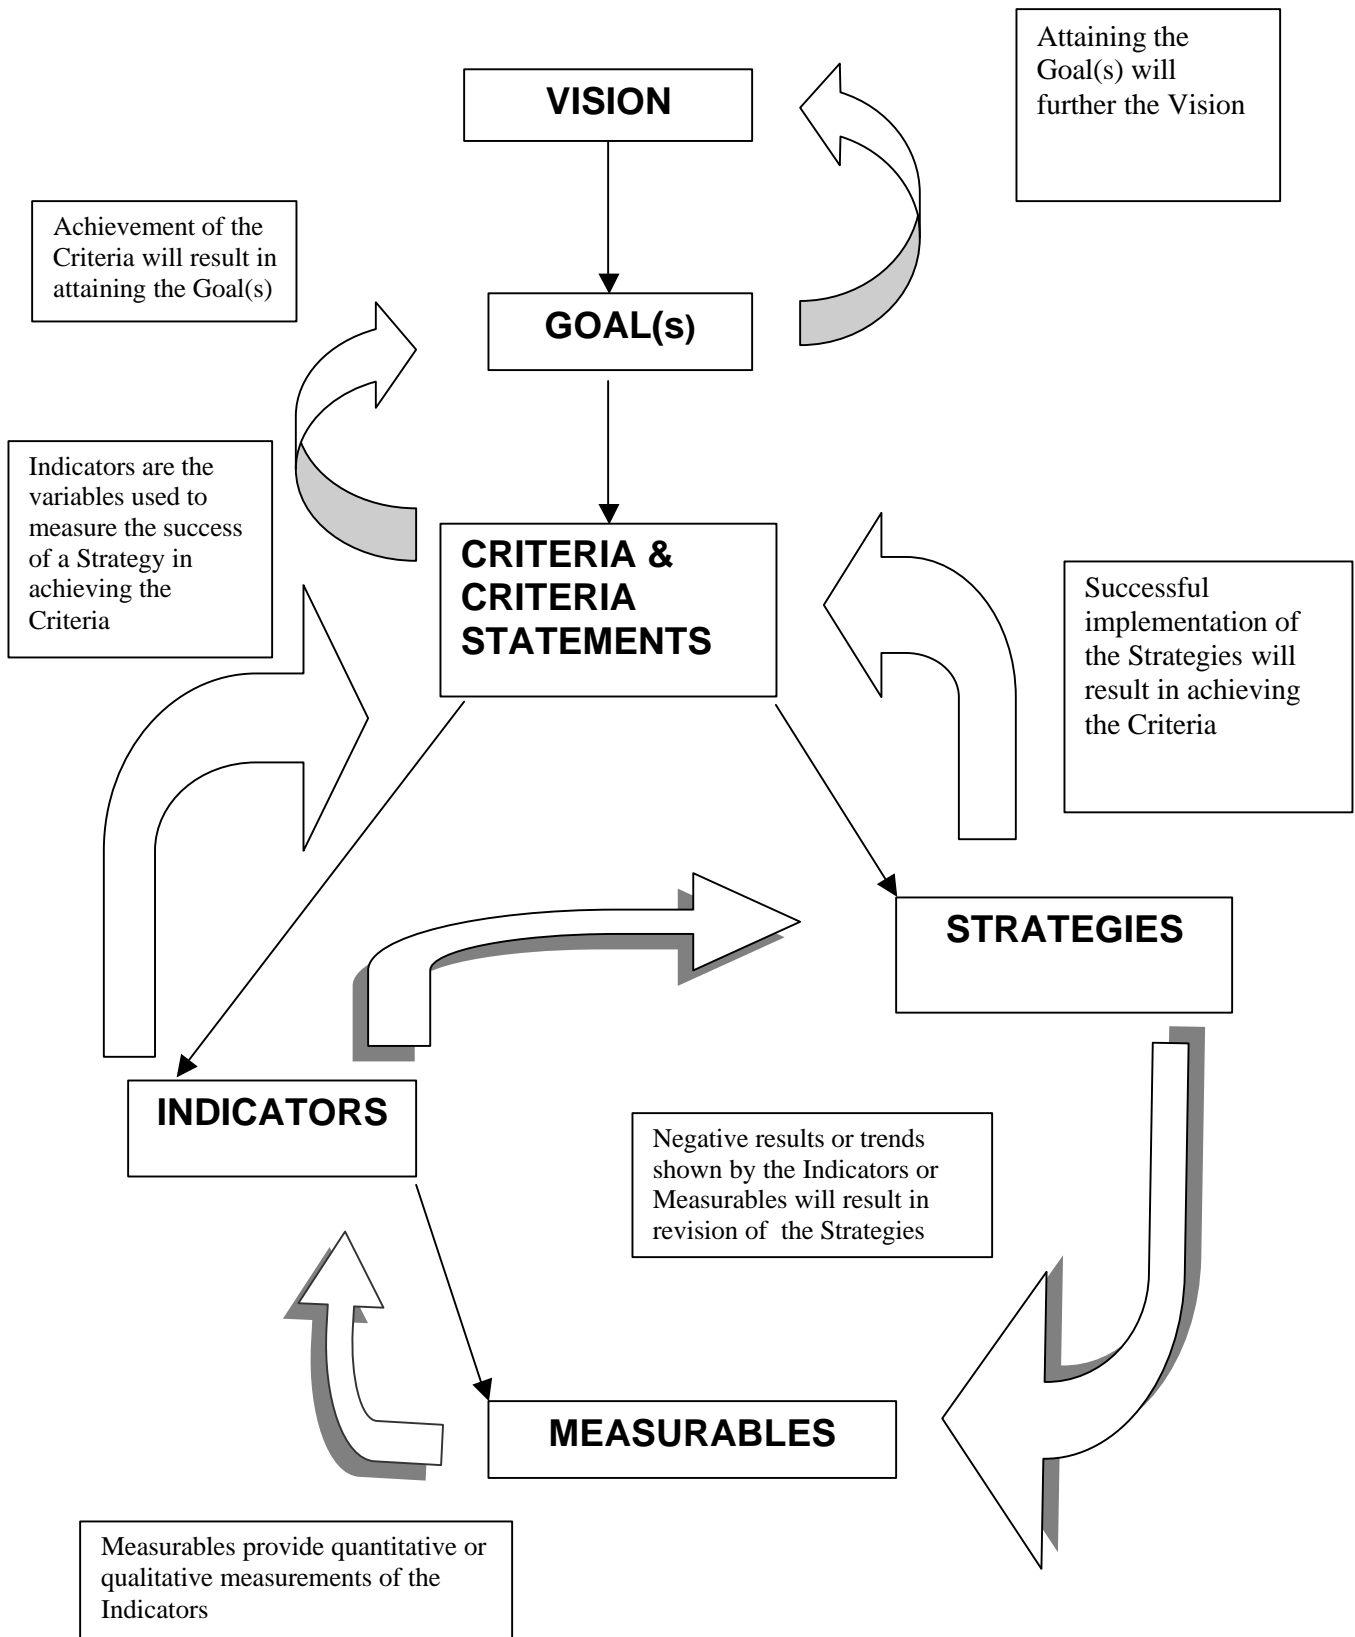 Attaining the
Goal(s) will
further the Vision
VISION
Achievement of the
Criteria will result in
attaining the Goal(s)
GOAL(s)
Indicators are the
variables used to
measure the success
of a Strategy in
achieving the
Criteria
CRITERIA &
CRITERIA
STATEMENTS
Successful
implementation of
the Strategies will
result in achieving
the Criteria
STRATEGIES
INDICATORS
Negative results or trends
shown by the Indicators or
Measurables will result in
revision of  the Strategies
MEASURABLES
Measurables provide quantitative or
qualitative measurements of the
Indicators